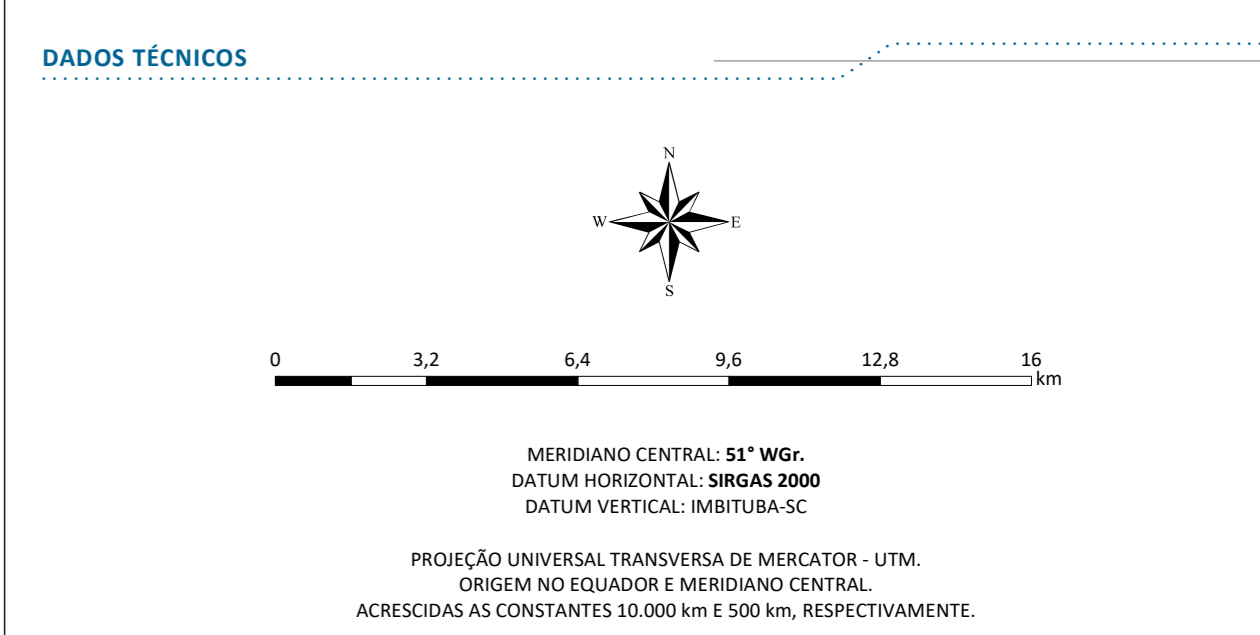 DADOS TÉCNICOS
N
W E
S
0 3,2 6,4 9,6 12,8 16
km
MERIDIANO CENTRAL: 51° WGr.
DATUM HORIZONTAL: SIRGAS 2000
DATUM VERTICAL: IMBITUBA-SC
PROJEÇÃO UNIVERSAL TRANSVERSA DE MERCATOR - UTM.
ORIGEM NO EQUADOR E MERIDIANO CENTRAL.
ACRESCIDAS AS CONSTANTES 10.000 km E 500 km, RESPECTIVAMENTE.